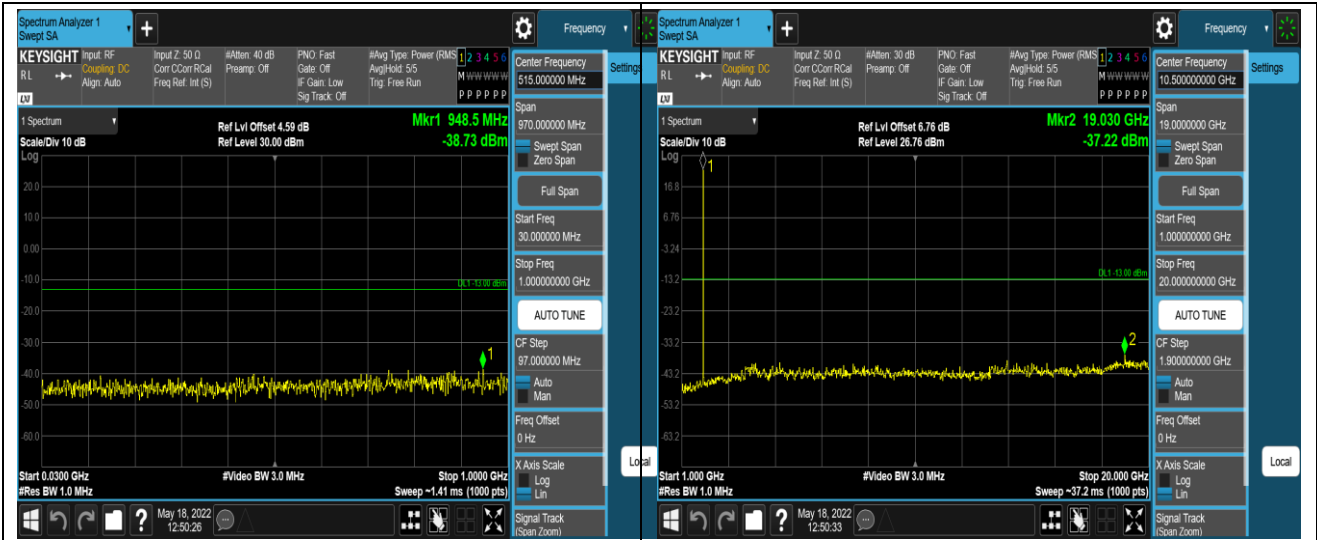 Spectrum Analyzer 1
Swept SA
+
Frequency
KEYSIGHT
RL
LXI
Input: RF
Coupling: DC
Align: Auto
Input Z: 50 Ω
Corr CCorr RCal
Freq Ref: Int (S)
#Atten: 40 dB
Preamp: Off
PNO: Fast
Gate: Off
IF Gain: Low
Sig Track: Off
#Avg Type: Power (RMS
Avg|Hold: 5/5
Trig: Free Run
1 2 3 4 5 6
M W W W W W
P P P P P P
Center Frequency
515.000000 MHz
Settings
1 Spectrum
Scale/Div 10 dB
Log
Ref Lvl Offset 4.59 dB
Ref Level 30.00 dBm
Mkr1 948.5 MHz
-38.73 dBm
Span
970.000000 MHz
Swept Span
Zero Span
Full Span
Start Freq
30.000000 MHz
Stop Freq
1.000000000 GHz
AUTO TUNE
CF Step
97.000000 MHz
Auto
Man
Freq Offset
0 Hz
X Axis Scale
Log
Lin
Signal Track
(Span Zoom)
Local
20.0
10.0
0.00
-10.0
DL1 -13.00 dBm
-20.0
-30.0
1
-40.0
-50.0
-60.0
Start 0.0300 GHz
#Res BW 1.0 MHz
#Video BW 3.0 MHz
Stop 1.0000 GHz
Sweep ~1.41 ms (1000 pts)
?
May 18, 2022
12:50:26
Spectrum Analyzer 1
Swept SA
+
Frequency
KEYSIGHT
RL
LXI
Input: RF
Coupling: DC
Align: Auto
Input Z: 50 Ω
Corr CCorr RCal
Freq Ref: Int (S)
#Atten: 30 dB
Preamp: Off
PNO: Fast
Gate: Off
IF Gain: Low
Sig Track: Off
#Avg Type: Power (RMS
Avg|Hold: 5/5
Trig: Free Run
1 2 3 4 5 6
M W W W W W
P P P P P P
Center Frequency
10.500000000 GHz
Settings
1 Spectrum
Scale/Div 10 dB
Log
Ref Lvl Offset 6.76 dB
Ref Level 26.76 dBm
Mkr2 19.030 GHz
-37.22 dBm
Span
19.0000000 GHz
Swept Span
Zero Span
Full Span
Start Freq
1.000000000 GHz
Stop Freq
20.000000000 GHz
AUTO TUNE
CF Step
1.900000000 GHz
Auto
Man
Freq Offset
0 Hz
X Axis Scale
Log
Lin
Signal Track
(Span Zoom)
Local
1
16.8
6.76
-3.24
-13.2
DL1 -13.00 dBm
-23.2
-33.2
2
-43.2
-53.2
-63.2
Start 1.000 GHz
#Res BW 1.0 MHz
#Video BW 3.0 MHz
Stop 20.000 GHz
Sweep ~37.2 ms (1000 pts)
?
May 18, 2022
12:50:33